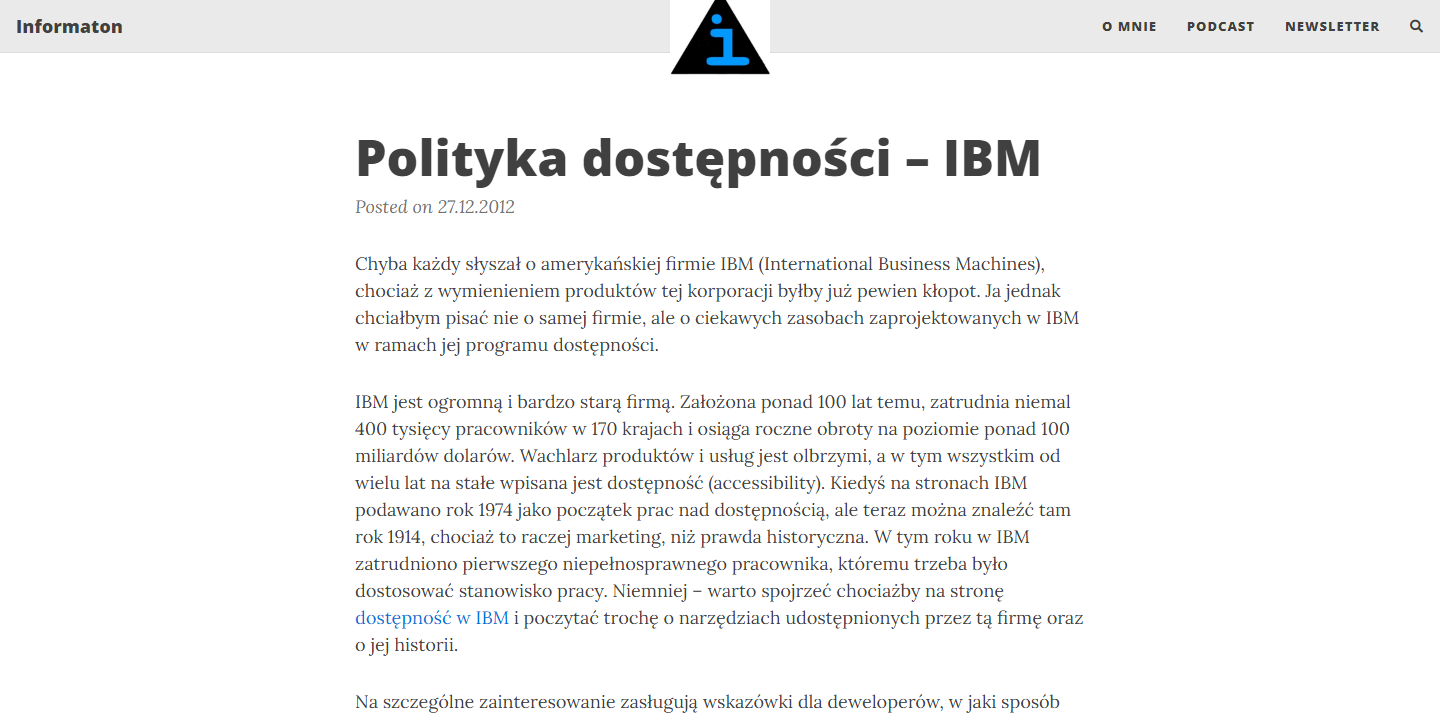 Informaton
i
O MNIE
PODCAST
NEWSLETTER
Polityka dostępności – IBM
Posted on 27.12.2012
Chyba każdy słyszał o amerykańskiej firmie IBM (International Business Machines),
chociaż z wymienieniem produktów tej korporacji byłby już pewien kłopot. Ja jednak
chciałbym pisać nie o samej firmie, ale o ciekawych zasobach zaprojektowanych w IBM
w ramach jej programu dostępności.
IBM jest ogromną i bardzo starą firmą. Założona ponad 100 lat temu, zatrudnia niemal
400 tysięcy pracowników w 170 krajach i osiąga roczne obroty na poziomie ponad 100
miliardów dolarów. Wachlarz produktów i usług jest olbrzymi, a w tym wszystkim od
wielu lat na stałe wpisana jest dostępność (accessibility). Kiedyś na stronach IBM
podawano rok 1974 jako początek prac nad dostępnością, ale teraz można znaleźć tam
rok 1914, chociaż to raczej marketing, niż prawda historyczna. W tym roku w IBM
zatrudniono pierwszego niepełnosprawnego pracownika, któremu trzeba było
dostosować stanowisko pracy. Niemniej – warto spojrzeć chociażby na stronę
dostępność w IBM i poczytać trochę o narzędziach udostępnionych przez tą firmę oraz
o jej historii.
Na szczególne zainteresowanie zasługują wskazówki dla deweloperów, w jaki sposób